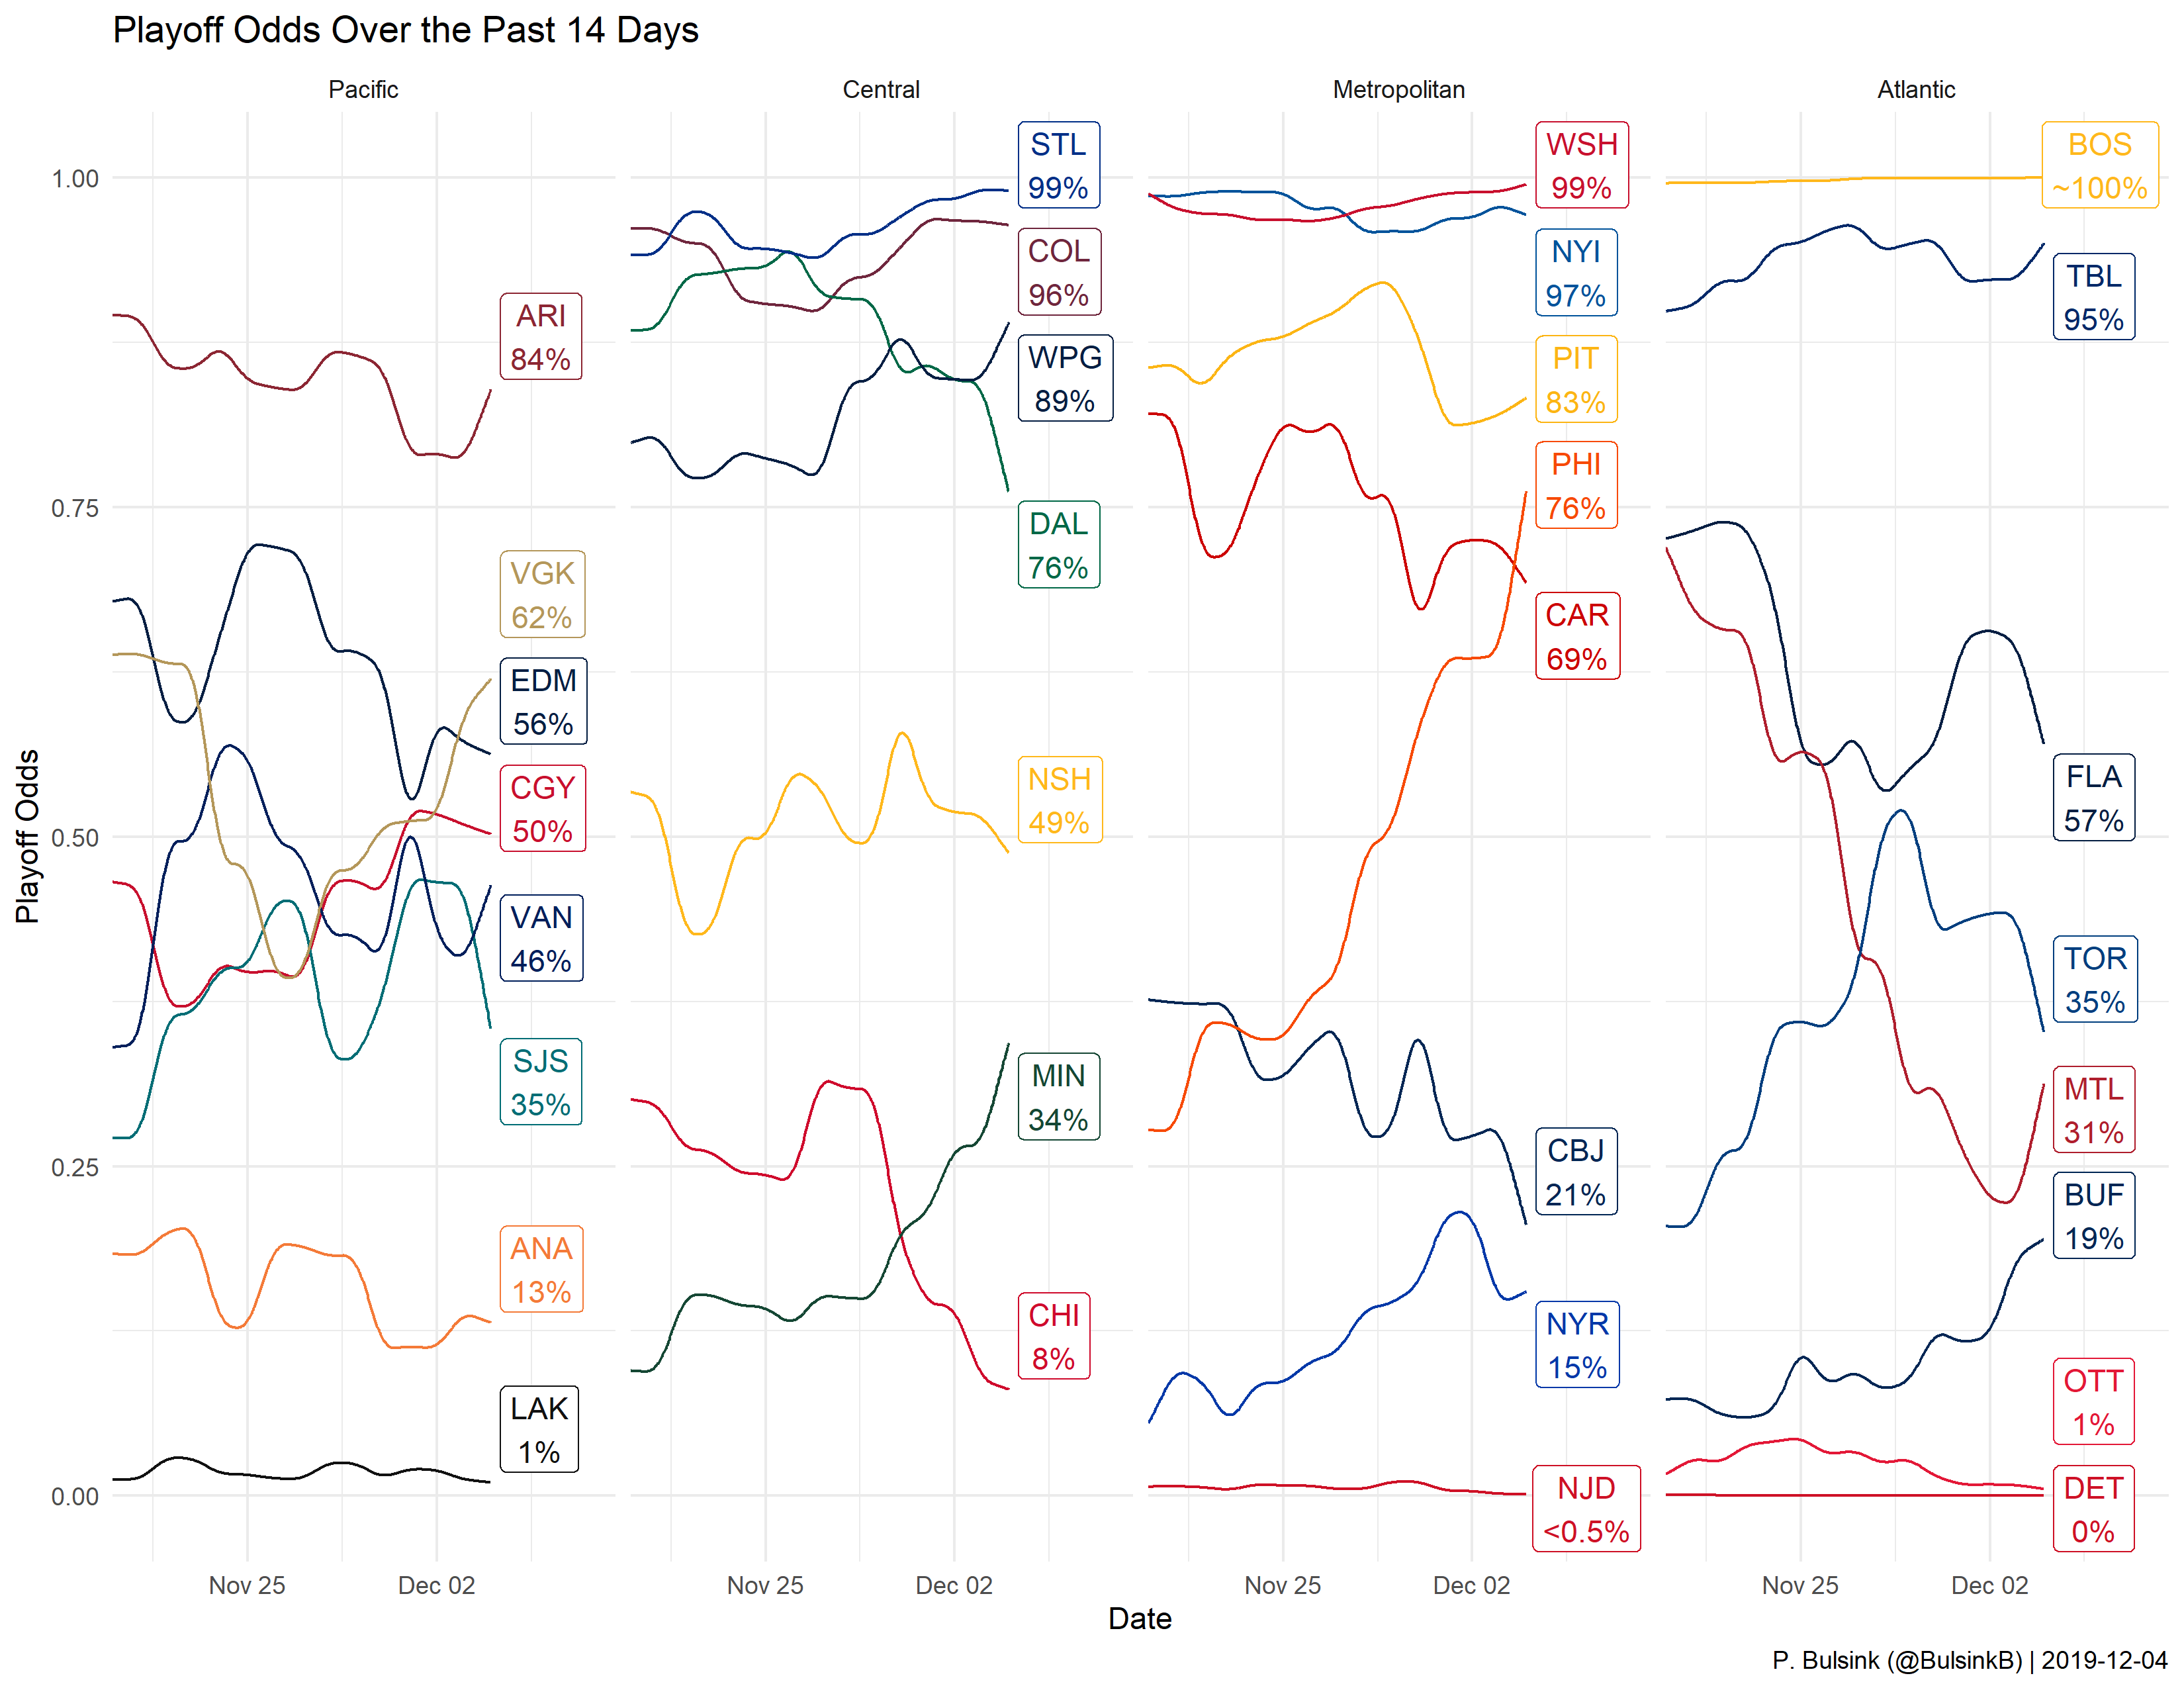 Playoff Odds Over the Past 14 Days
Pacific
Central
Metropolitan
Atlantic
Playoff Odds
1.00
0.75
0.50
0.25
0.00
ARI
84%
VGK
62%
EDM
56%
CGY
50%
VAN
46%
SJS
35%
ANA
13%
LAK
1%
STL
99%
COL
96%
WPG
89%
DAL
76%
NSH
49%
MIN
34%
CHI
8%
WSH
99%
NYI
97%
PIT
83%
PHI
76%
CAR
69%
CBJ
21%
NYR
15%
NJD
<0.5%
BOS
~100%
TBL
95%
FLA
57%
TOR
35%
MTL
31%
BUF
19%
OTT
1%
DET
0%
Nov 25
Dec 02
Nov 25
Dec 02
Nov 25
Dec 02
Nov 25
Dec 02
Date
P. Bulsink (@BulsinkB) | 2019-12-04